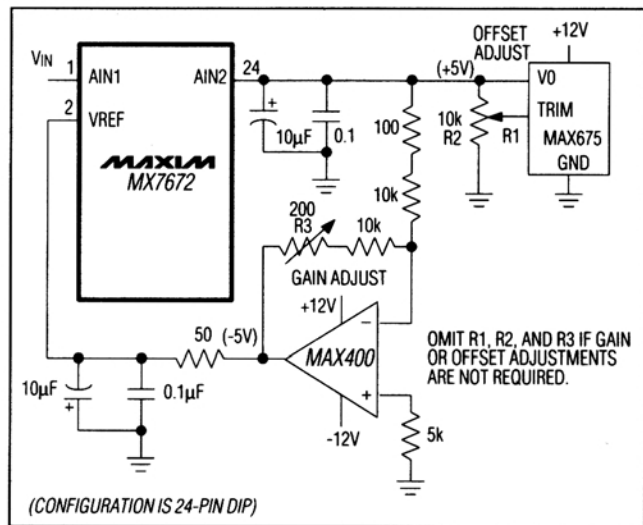 OFFSET
ADJUST
+12V
VIN
1
AIN1
AIN2
24
(+5V)
V0
2
VREF
TRIM
MAX675
GND
10k
R2
R1
10µF
+
0.1
100
10k
MAXIM
MX7672
200
R3
10k
GAIN ADJUST
+12V
50
(-5V)
MAX400
−
+
OMIT R1, R2, AND R3 IF GAIN
OR OFFSET ADJUSTMENTS
ARE NOT REQUIRED.
10µF
+
0.1µF
-12V
5k
(CONFIGURATION IS 24-PIN DIP)